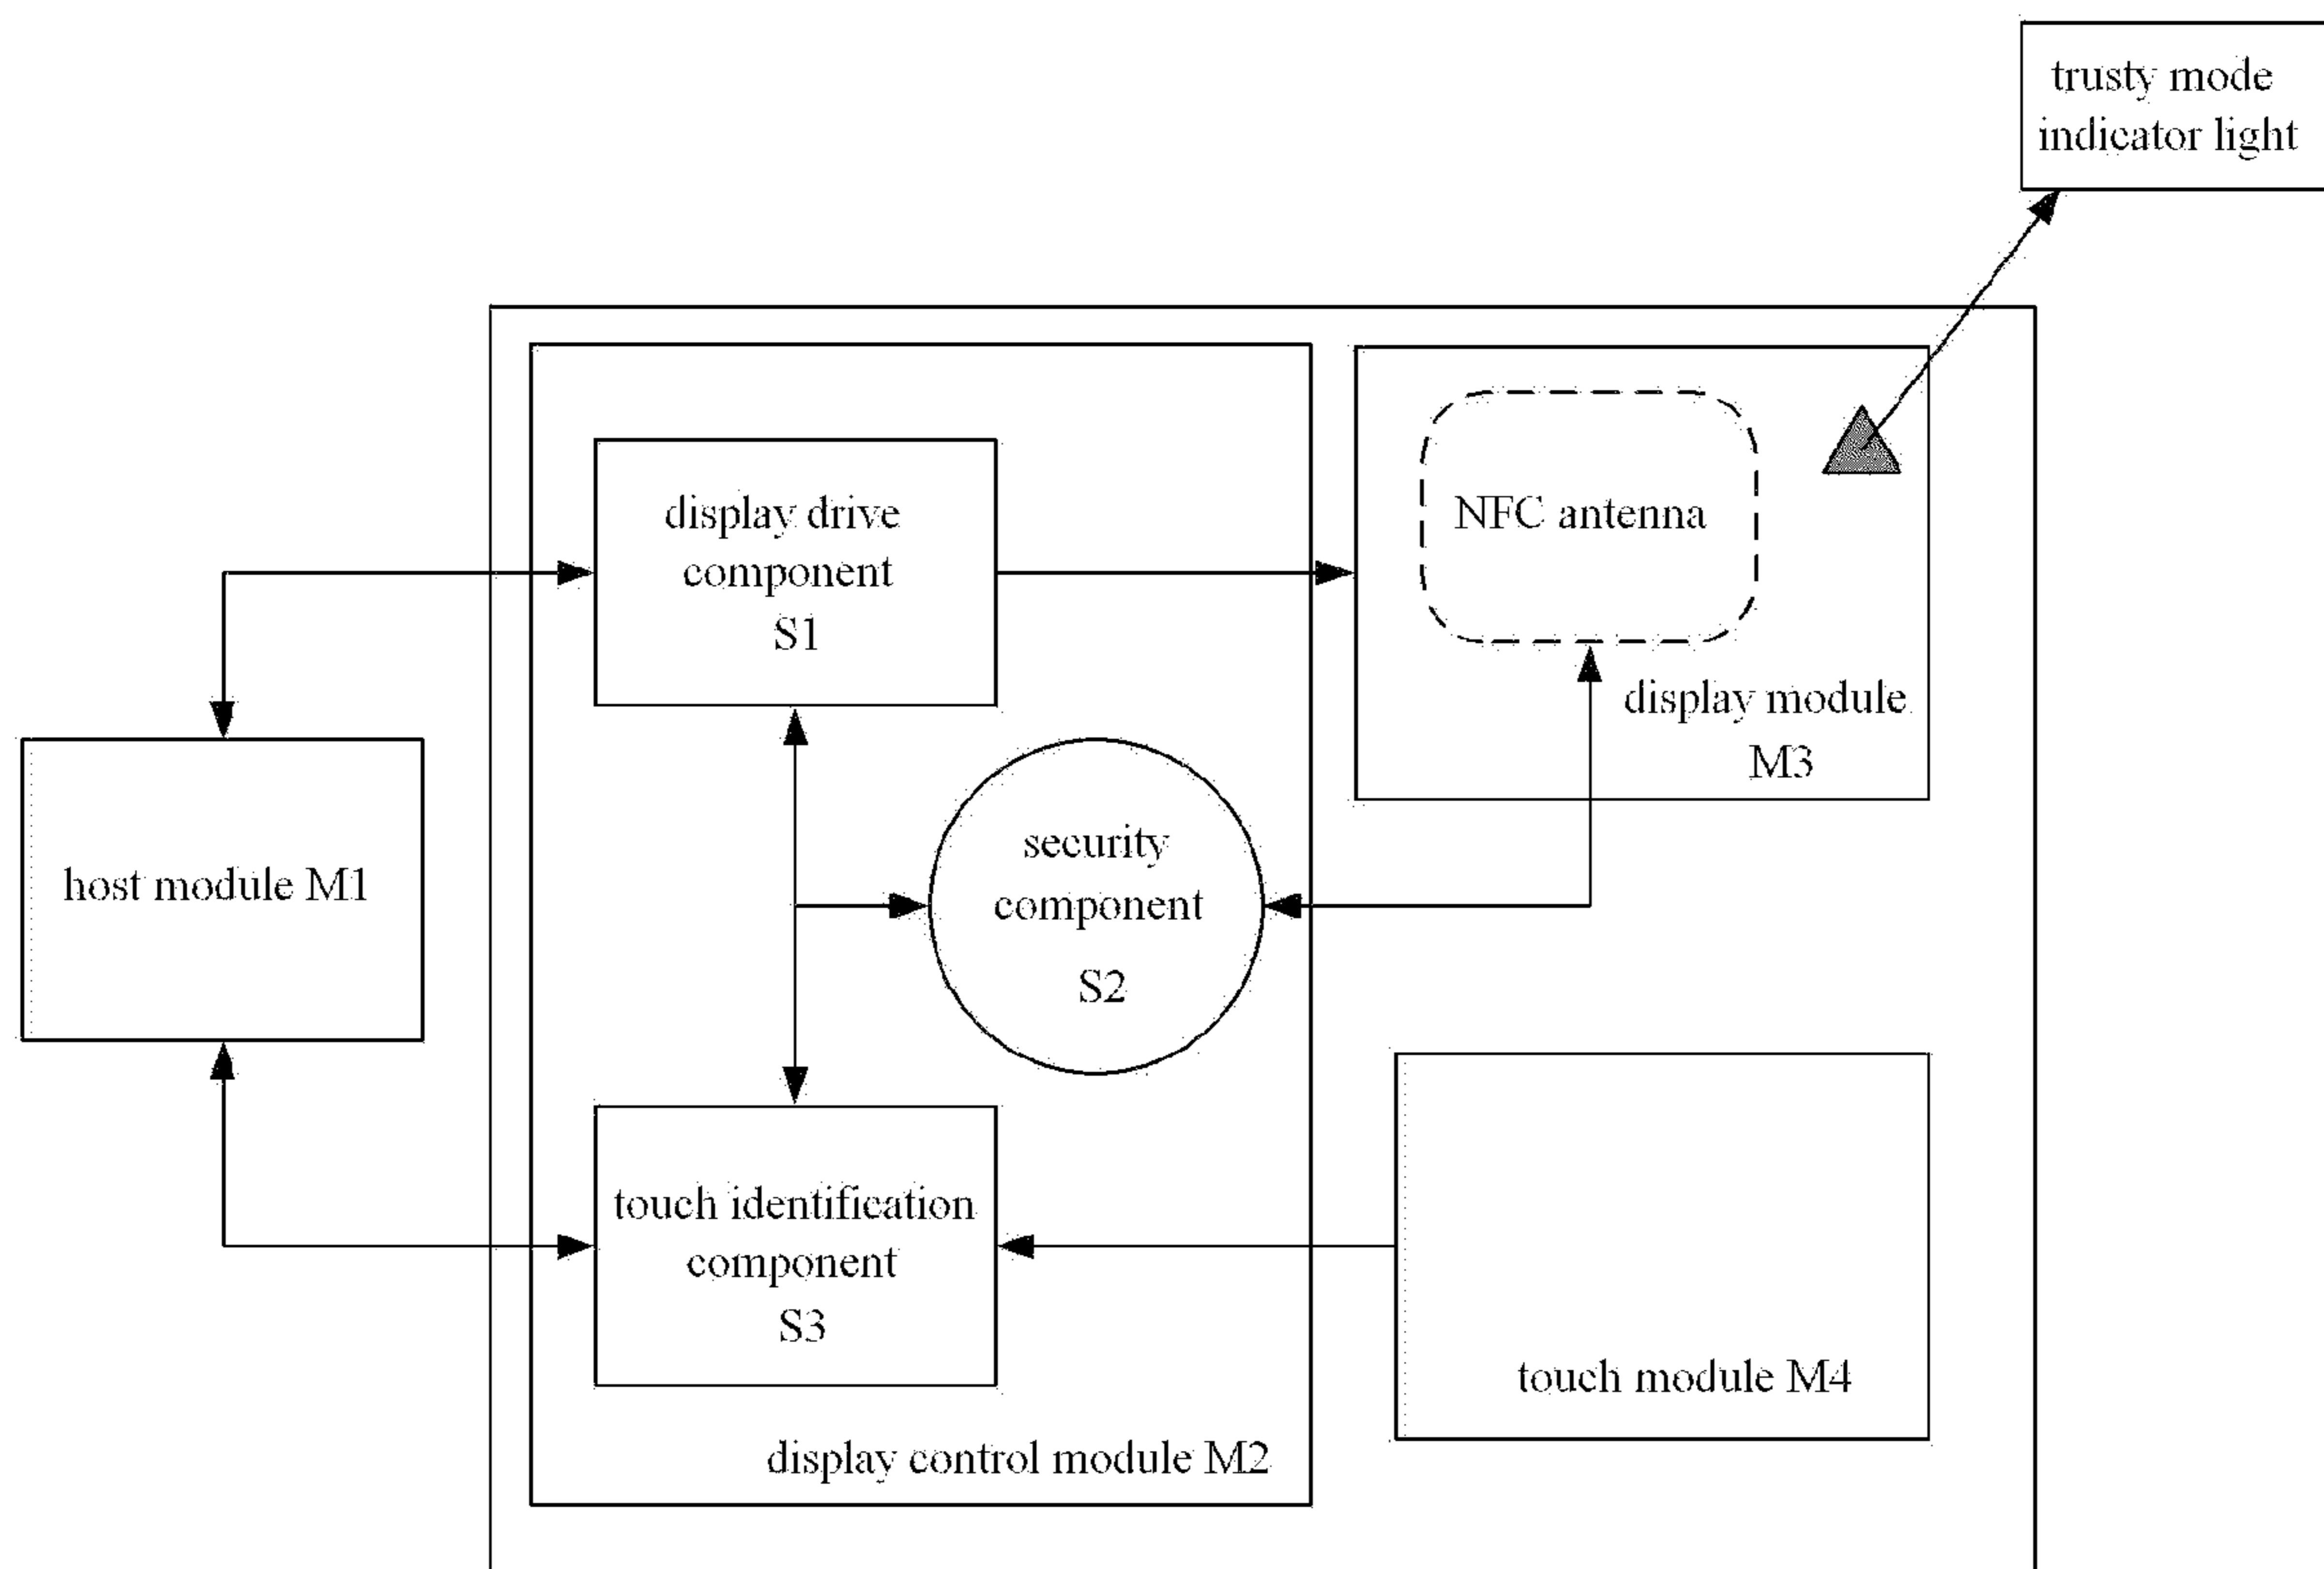 trusty mode
indicator light
display drive
component
S1
NFC antenna
display module
M3
host module M1
security
component
S2
touch identification
component
S3
touch module M4
display control module M2